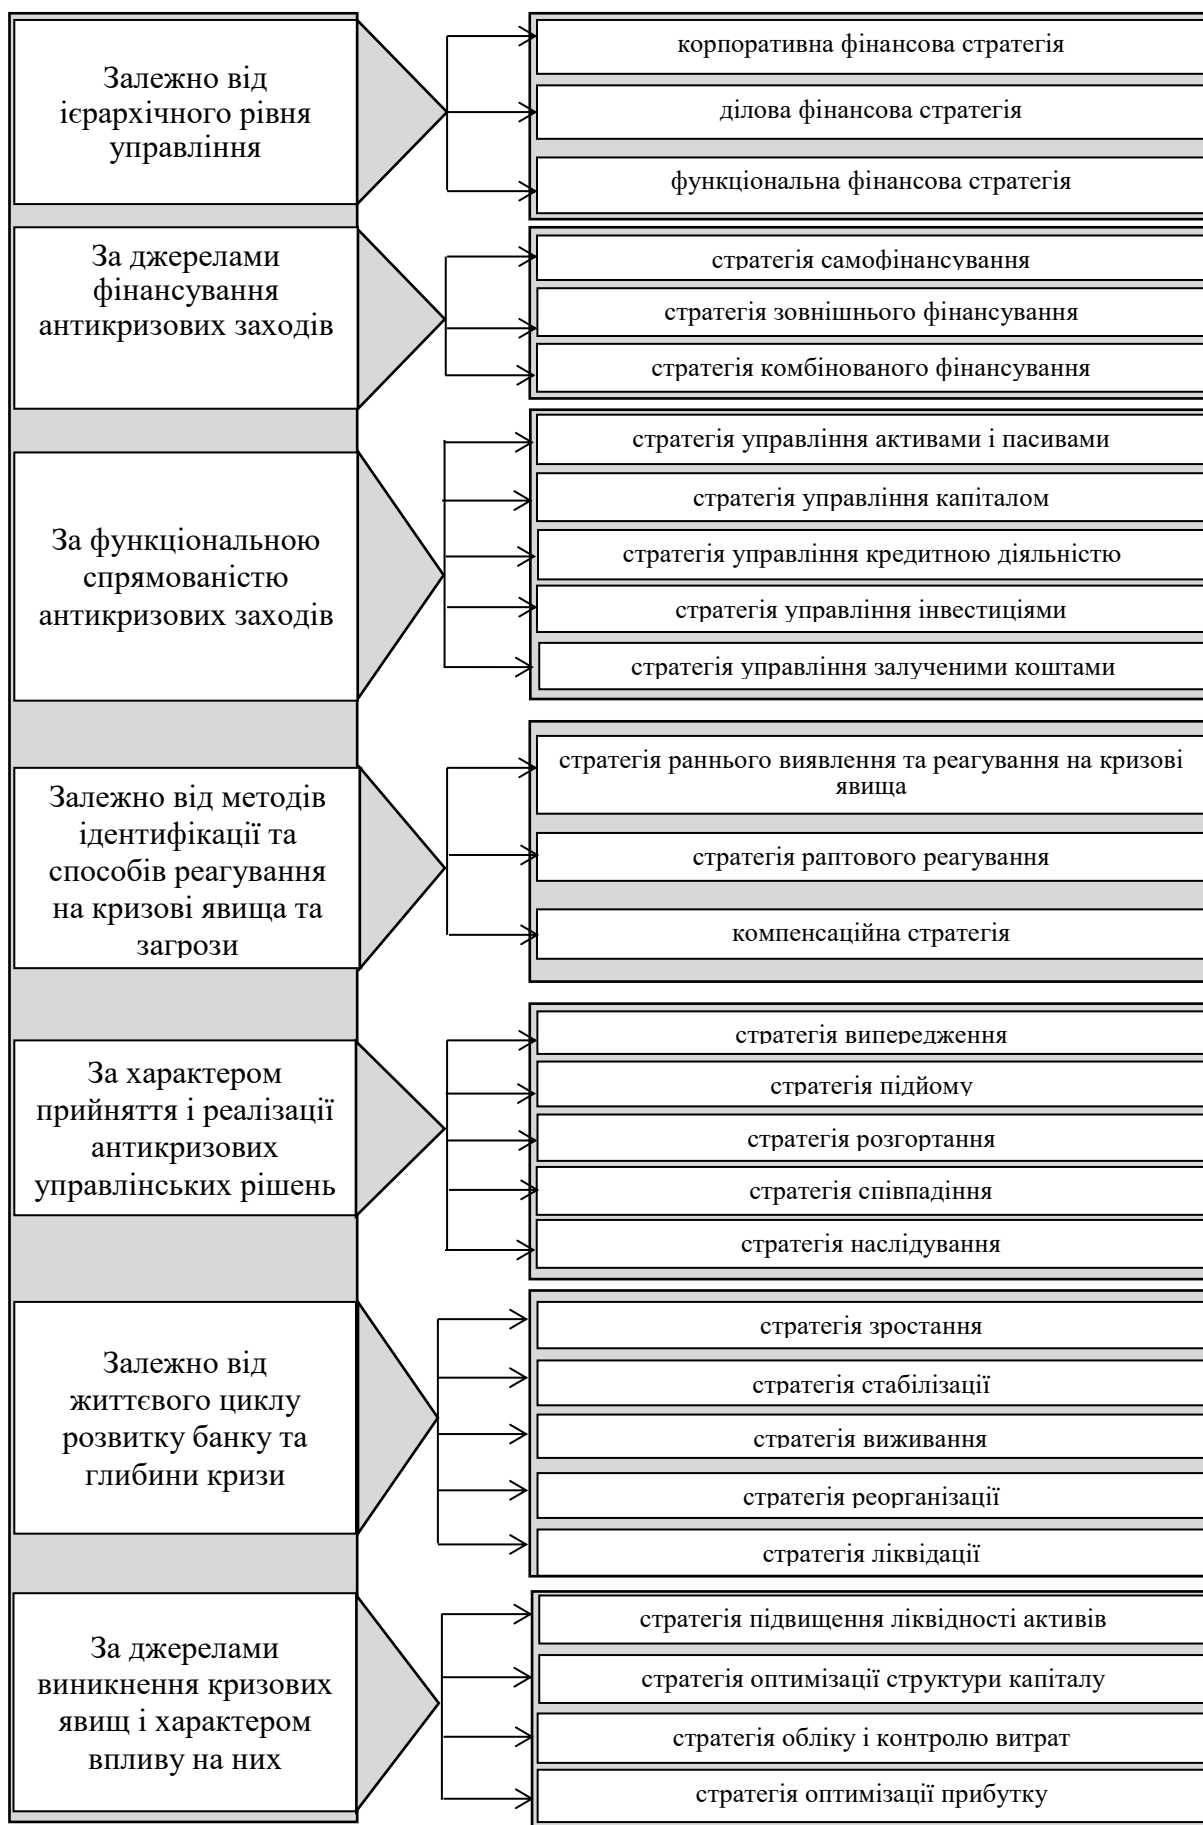 Залежно від
ієрархічного рівня
управління
корпоративна фінансова стратегія
ділова фінансова стратегія
функціональна фінансова стратегія
За джерелами
фінансування
антикризових заходів
стратегія самофінансування
стратегія зовнішнього фінансування
стратегія комбінованого фінансування
За функціональною
спрямованістю
антикризових заходів
стратегія управління активами і пасивами
стратегія управління капіталом
стратегія управління кредитною діяльністю
стратегія управління інвестиціями
стратегія управління залученими коштами
Залежно від методів
ідентифікації та
способів реагування
на кризові явища та
загрози
стратегія раннього виявлення та реагування на кризові
явища
стратегія раптового реагування
компенсаційна стратегія
За характером
прийняття і реалізації
антикризових
управлінських рішень
стратегія випередження
стратегія підйому
стратегія розгортання
стратегія співпадіння
стратегія наслідування
Залежно від
життєвого циклу
розвитку банку та
глибини кризи
стратегія зростання
стратегія стабілізації
стратегія виживання
стратегія реорганізації
стратегія ліквідації
За джерелами
виникнення кризових
явищ і характером
впливу на них
стратегія підвищення ліквідності активів
стратегія оптимізації структури капіталу
стратегія обліку і контролю витрат
стратегія оптимізації прибутку